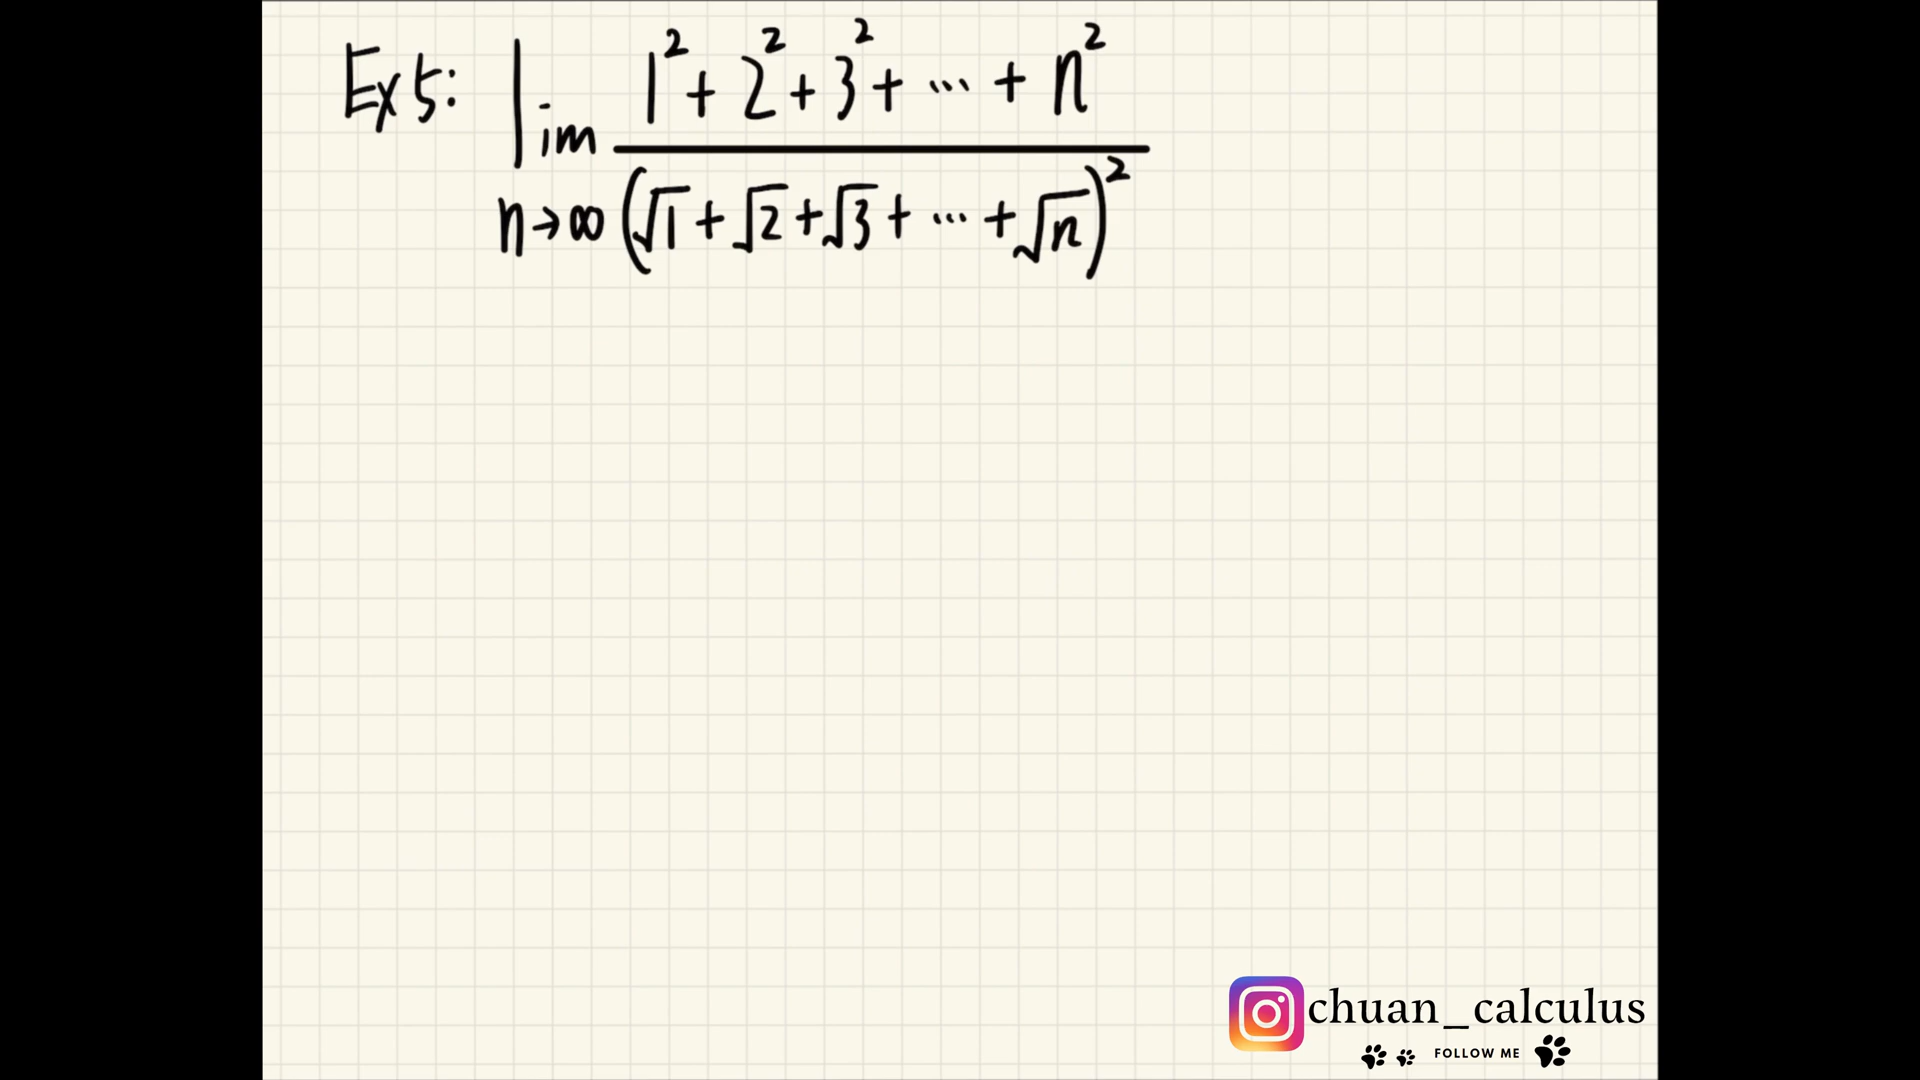 Ex5: lim n→∞ (1² + 2² + 3² + ... + n²) / (√1 + √2 + √3 + ... + √n)²
chuan_calculus
FOLLOW ME